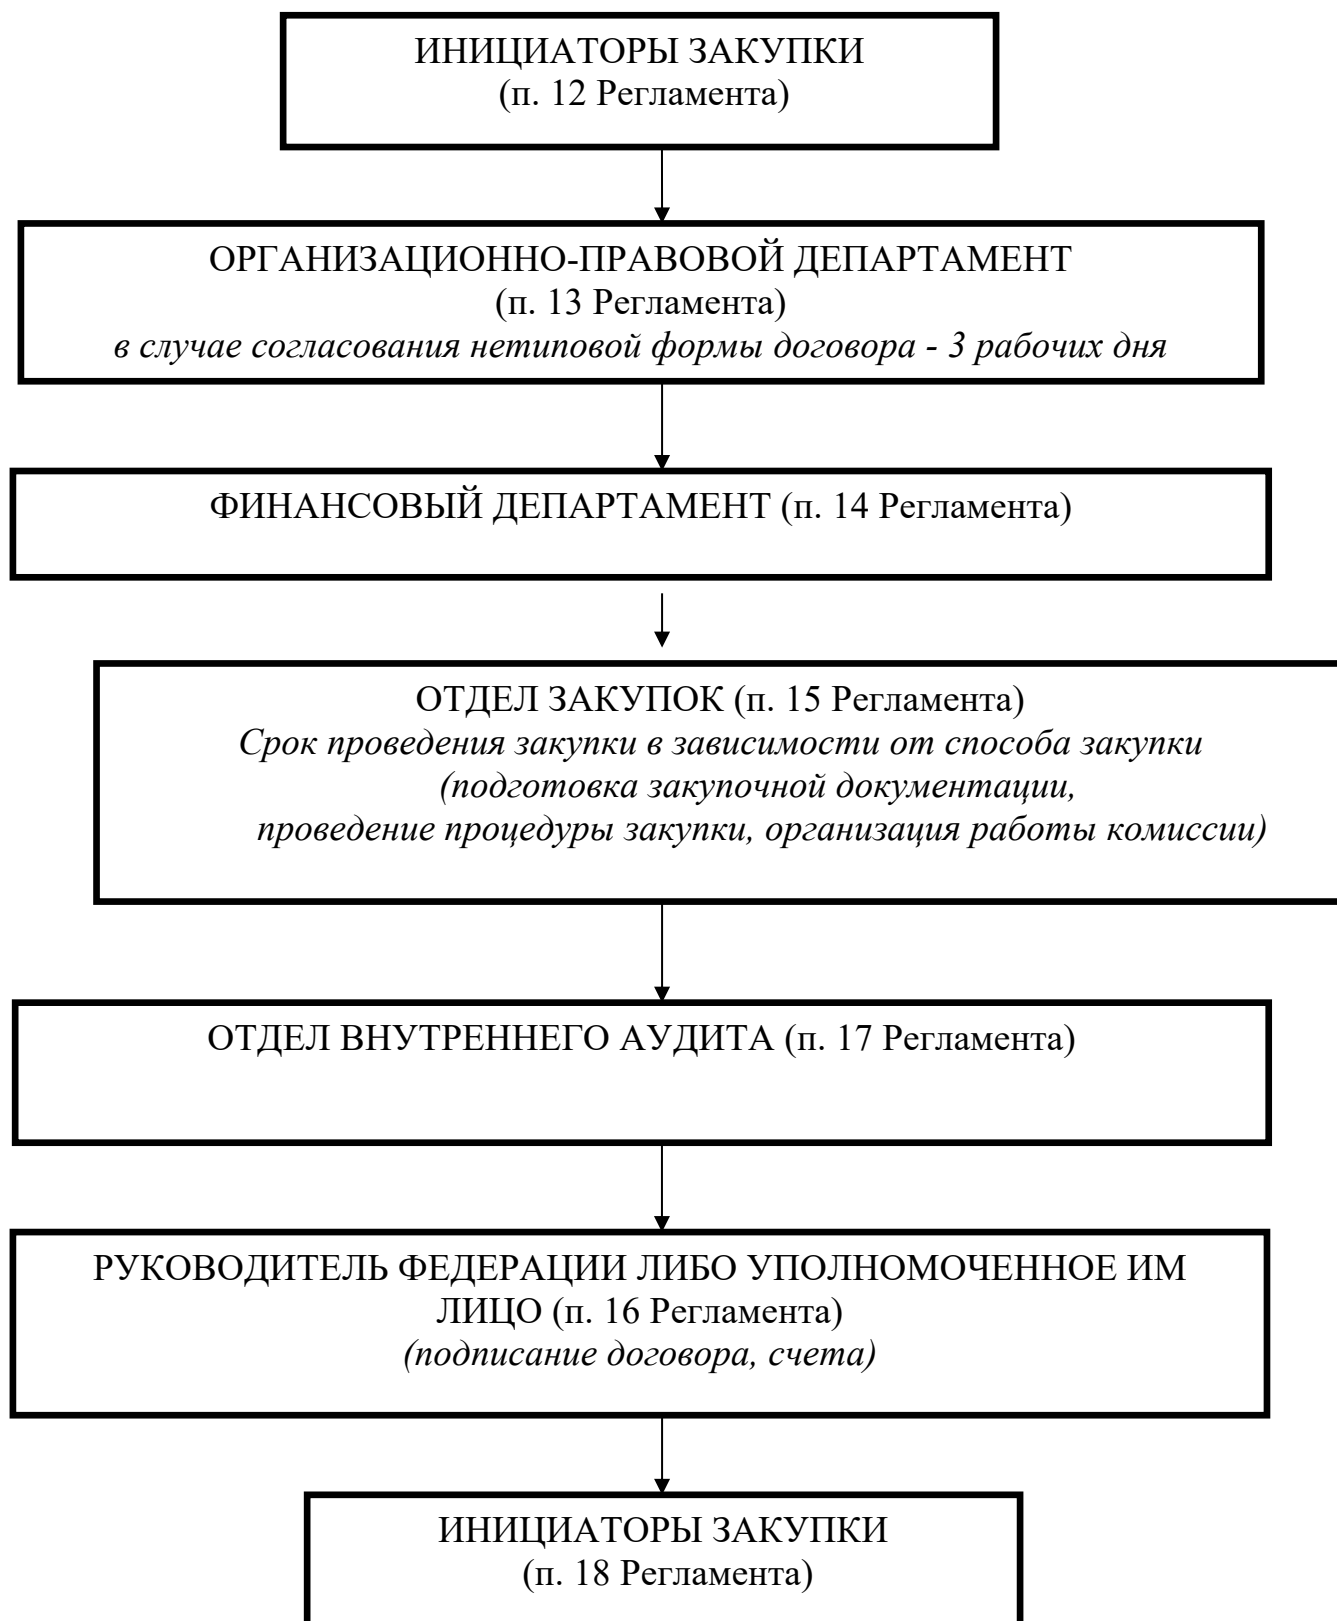 ИНИЦИАТОРЫ ЗАКУПКИ
(п. 12 Регламента)
ОРГАНИЗАЦИОННО-ПРАВОВОЙ ДЕПАРТАМЕНТ
(п. 13 Регламента)
в случае согласования нетиповой формы договора - 3 рабочих дня
ФИНАНСОВЫЙ ДЕПАРТАМЕНТ (п. 14 Регламента)
ОТДЕЛ ЗАКУПОК (п. 15 Регламента)
Срок проведения закупки в зависимости от способа закупки
(подготовка закупочной документации,
проведение процедуры закупки, организация работы комиссии)
ОТДЕЛ ВНУТРЕННЕГО АУДИТА (п. 17 Регламента)
РУКОВОДИТЕЛЬ ФЕДЕРАЦИИ ЛИБО УПОЛНОМОЧЕННОЕ ИМ
ЛИЦО (п. 16 Регламента)
(подписание договора, счета)
ИНИЦИАТОРЫ ЗАКУПКИ
(п. 18 Регламента)